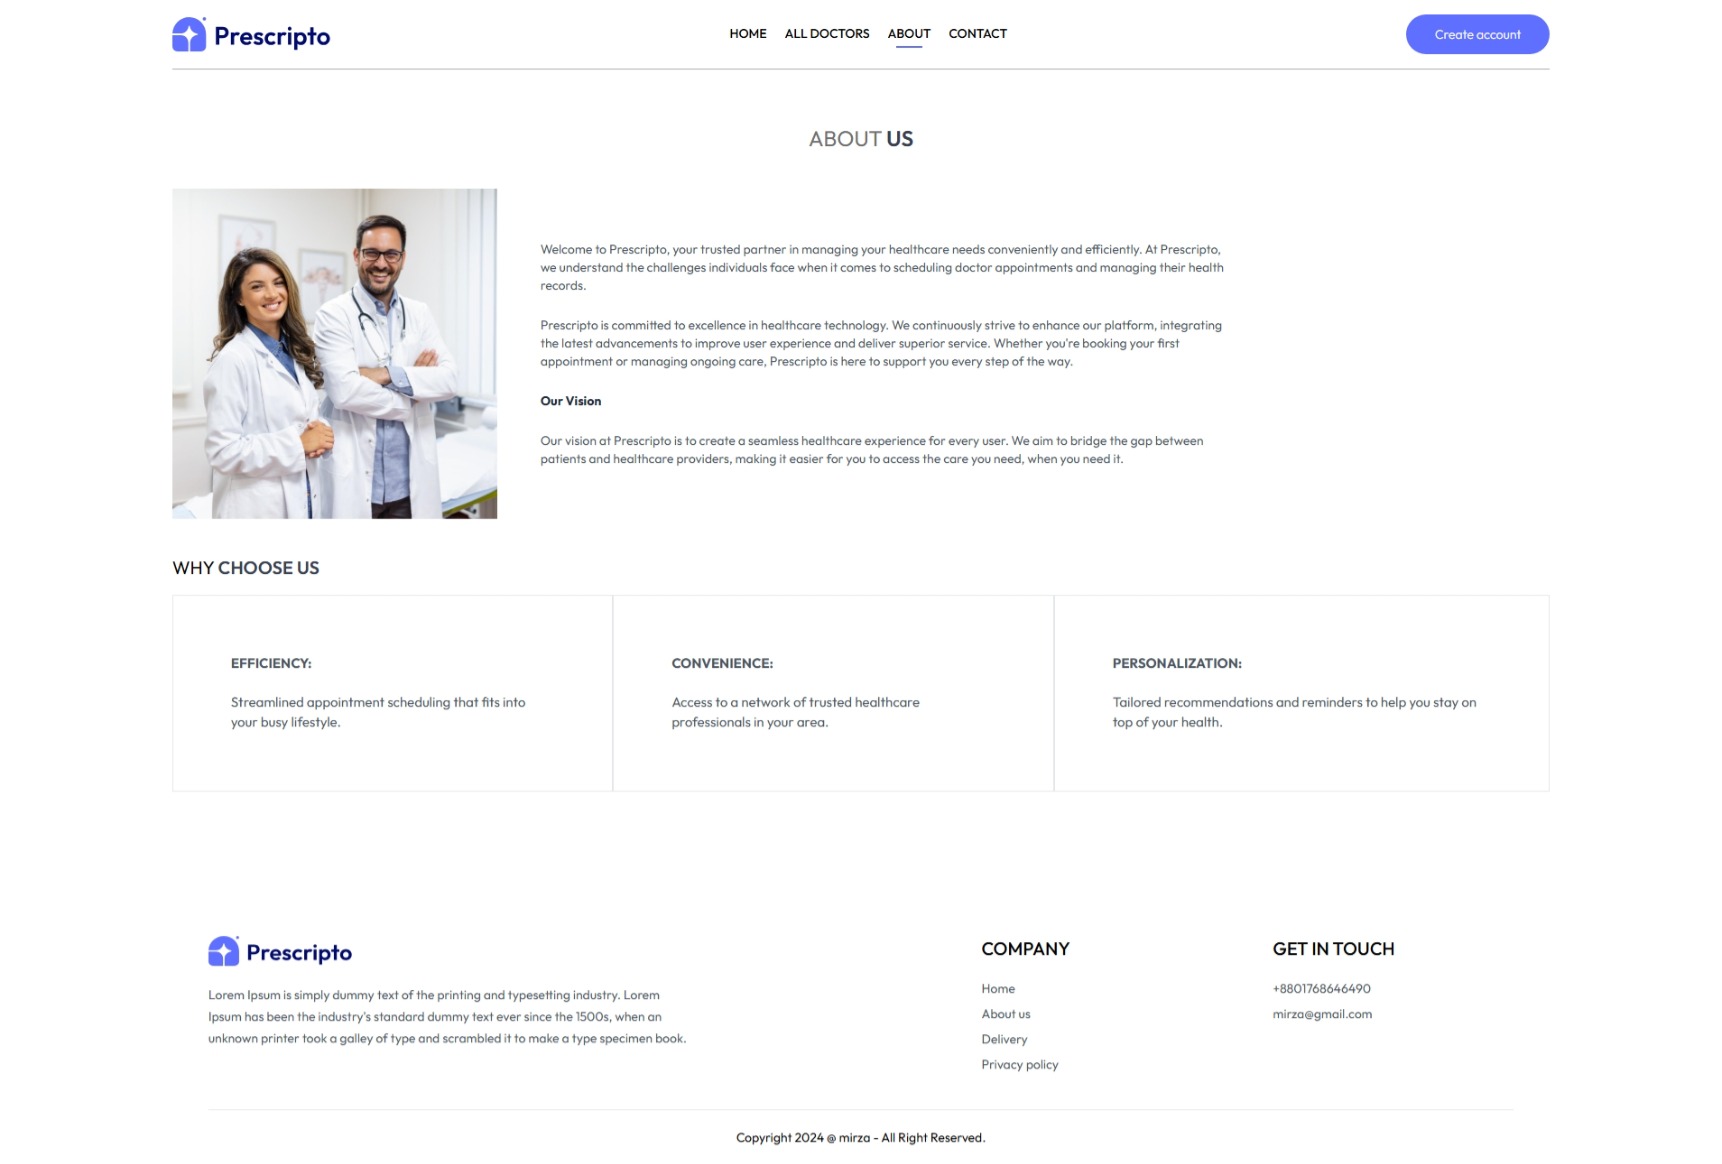 Prescripto
HOME
ALL DOCTORS
ABOUT
CONTACT
Create account
ABOUT US
Welcome to Prescripto, your trusted partner in managing your healthcare needs conveniently and efficiently. At Prescripto,
we understand the challenges individuals face when it comes to scheduling doctor appointments and managing their health
records.
Prescripto is committed to excellence in healthcare technology. We continuously strive to enhance our platform, integrating
the latest advancements to improve user experience and deliver superior service. Whether you're booking your first
appointment or managing ongoing care, Prescripto is here to support you every step of the way.
Our Vision
Our vision at Prescripto is to create a seamless healthcare experience for every user. We aim to bridge the gap between
patients and healthcare providers, making it easier for you to access the care you need, when you need it.
WHY CHOOSE US
EFFICIENCY:
Streamlined appointment scheduling that fits into
your busy lifestyle.
CONVENIENCE:
Access to a network of trusted healthcare
professionals in your area.
PERSONALIZATION:
Tailored recommendations and reminders to help you stay on
top of your health.
Prescripto
Lorem Ipsum is simply dummy text of the printing and typesetting industry. Lorem
Ipsum has been the industry's standard dummy text ever since the 1500s, when an
unknown printer took a galley of type and scrambled it to make a type specimen book.
COMPANY
Home
About us
Delivery
Privacy policy
GET IN TOUCH
+8801768646490
mirza@gmail.com
Copyright 2024 @ mirza - All Right Reserved.